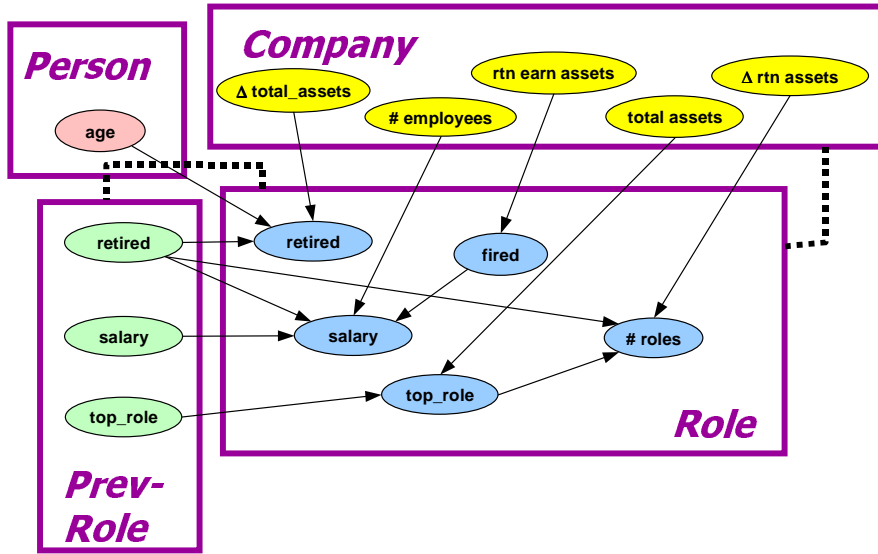 Person
Company
age
Δ total_assets
# employees
rtn earn assets
total assets
Δ rtn assets
retired
salary
top_role
Prev-
Role
retired
fired
salary
# roles
top_role
Role